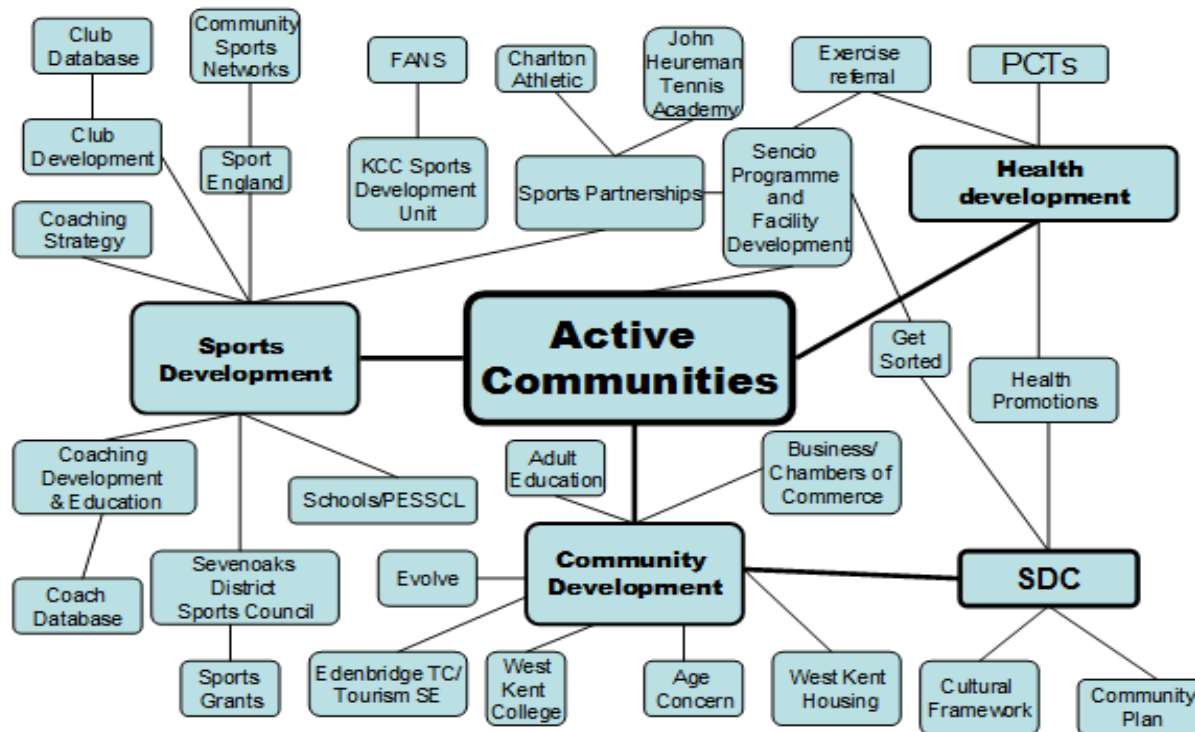 Club
Database
Community
Sports
Networks
FANS
Charlton
Athletic
John
Heureman
Tennis
Academy
Exercise
referral
PCTs
Club
Development
Sport
England
KCC Sports
Development
Unit
Sports Partnerships
Sencio
Programme
and
Facility
Development
Health
development
Coaching
Strategy
Sports
Development
Active
Communities
Get
Sorted
Health
Promotions
Coaching
Development
& Education
Schools/PESSCL
Adult
Education
Business/
Chambers of
Commerce
Coach
Database
Sevenoaks
District
Sports Council
Evolve
Community
Development
SDC
Sports
Grants
Edenbridge TC/
Tourism SE
West
Kent
College
Age
Concern
West Kent
Housing
Cultural
Framework
Community
Plan